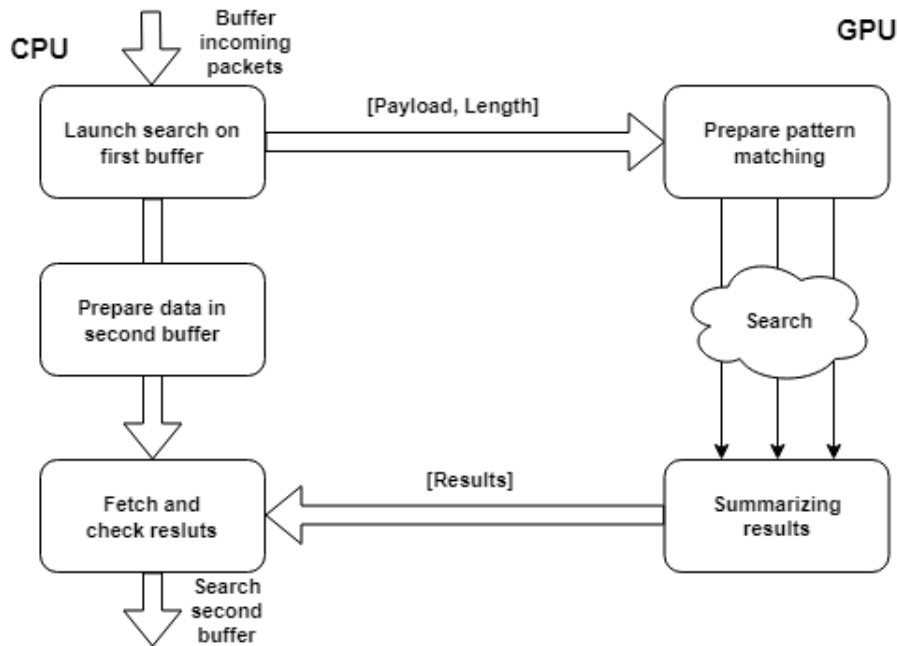 CPU
Buffer
incoming
packets
GPU
Launch search on
first buffer
[Payload, Length]
Prepare pattern
matching
Prepare data in
second buffer
Search
Fetch and
check resluts
[Results]
Summarizing
results
Search
second
buffer